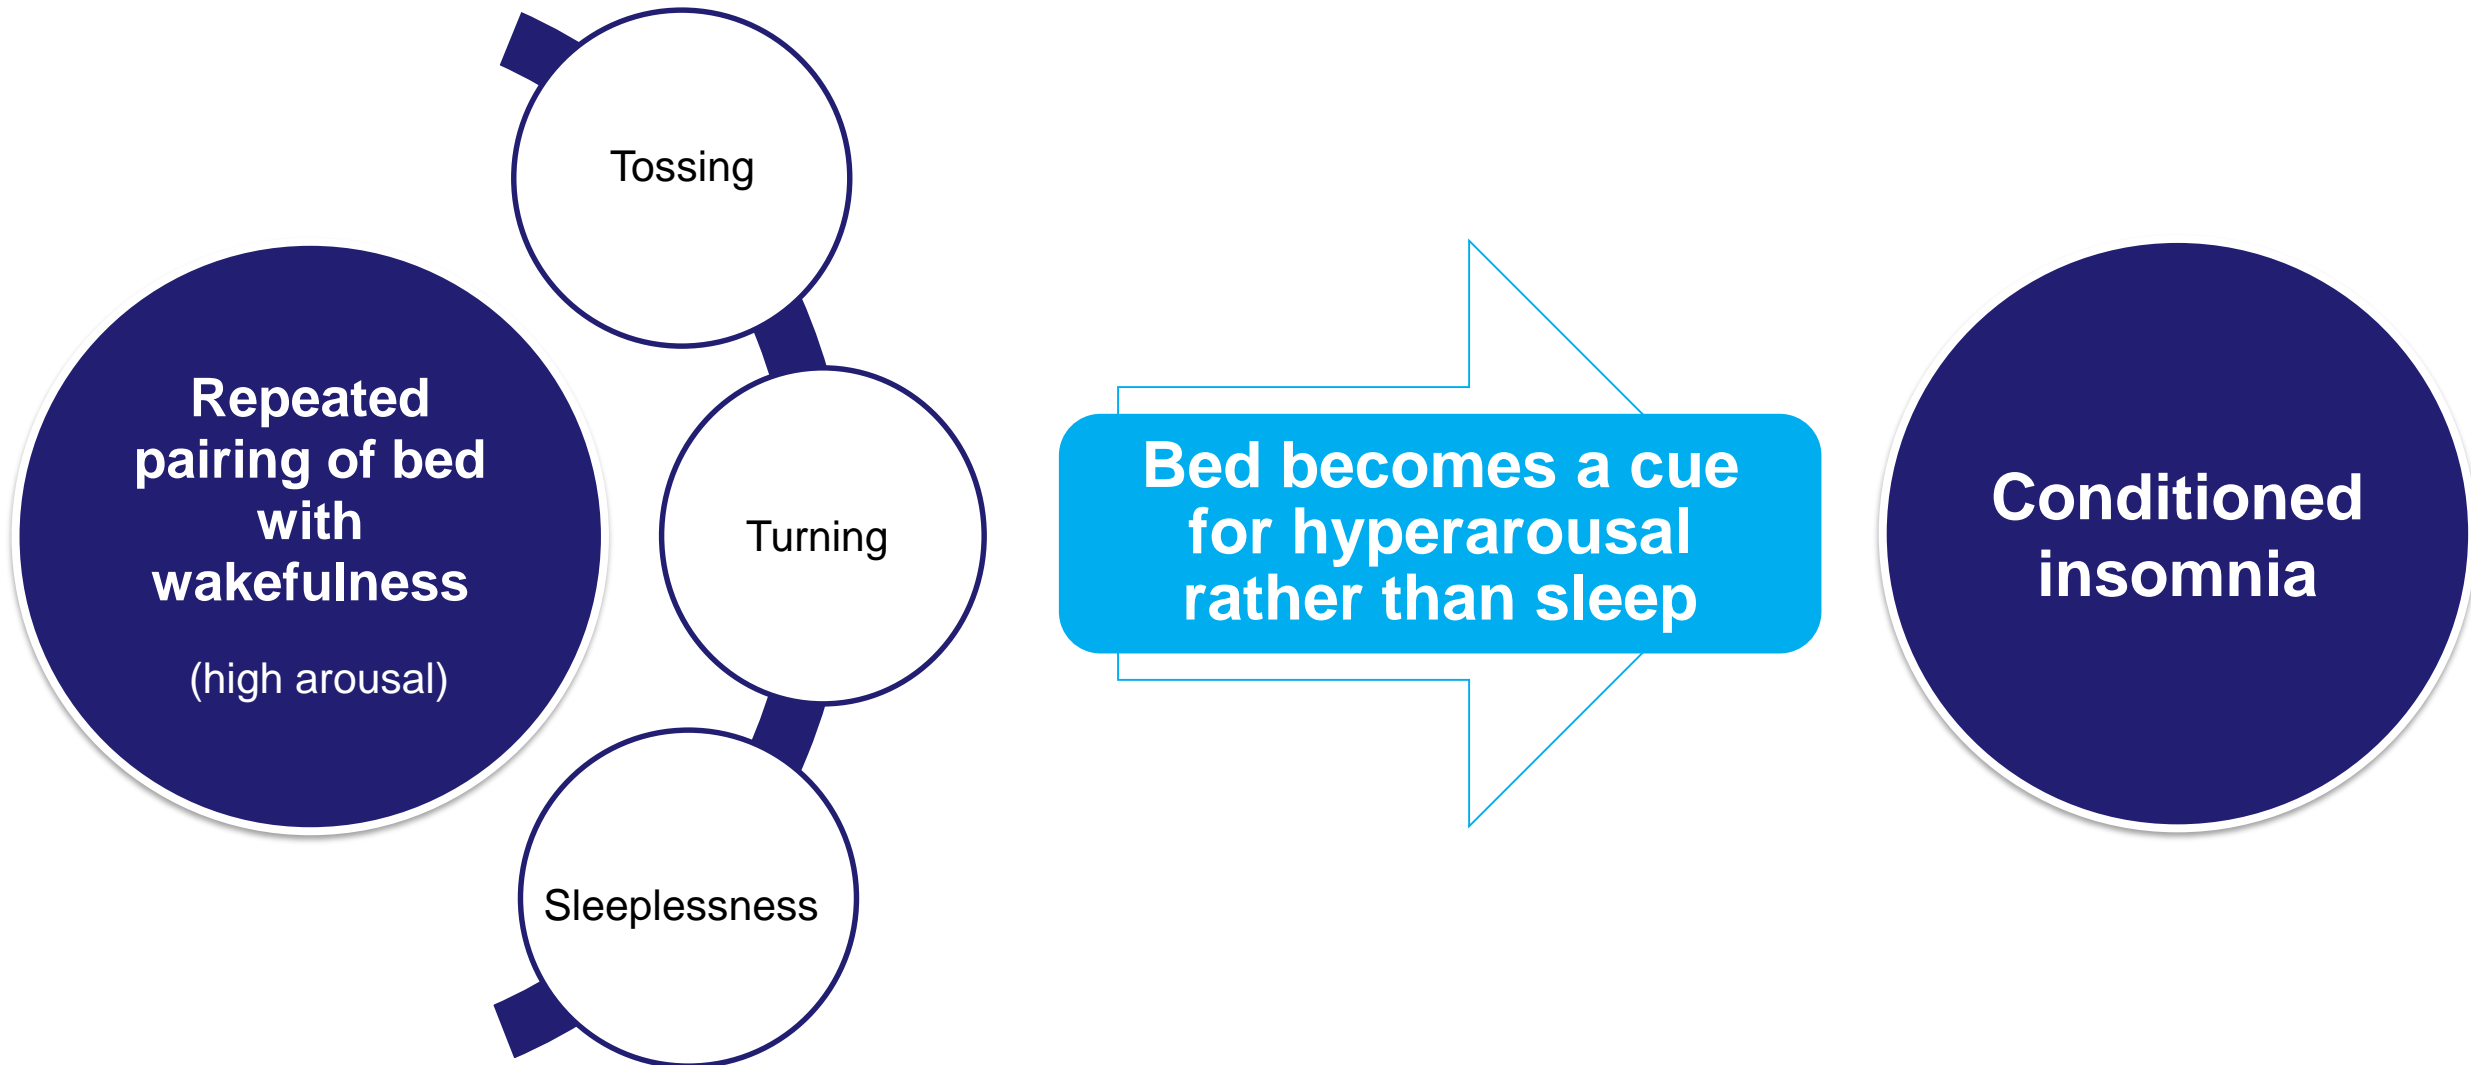 Repeated
pairing of bed
with
wakefulness
(high arousal)
Tossing
Turning
Sleeplessness
Bed becomes a cue
for hyperarousal
rather than sleep
Conditioned
insomnia